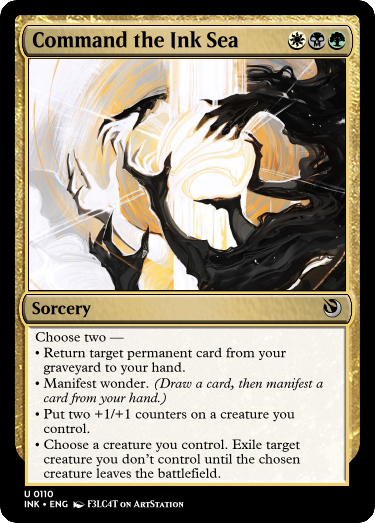 Command the Ink Sea
Sorcery
Choose two —
• Return target permanent card from your
graveyard to your hand.
• Manifest wonder. (Draw a card, then manifest a
card from your hand.)
• Put two +1/+1 counters on a creature you
control.
• Choose a creature you control. Exile target
creature you don't control until the chosen
creature leaves the battlefield.
U 0110
INK • ENG F3LC4T on ArtStation